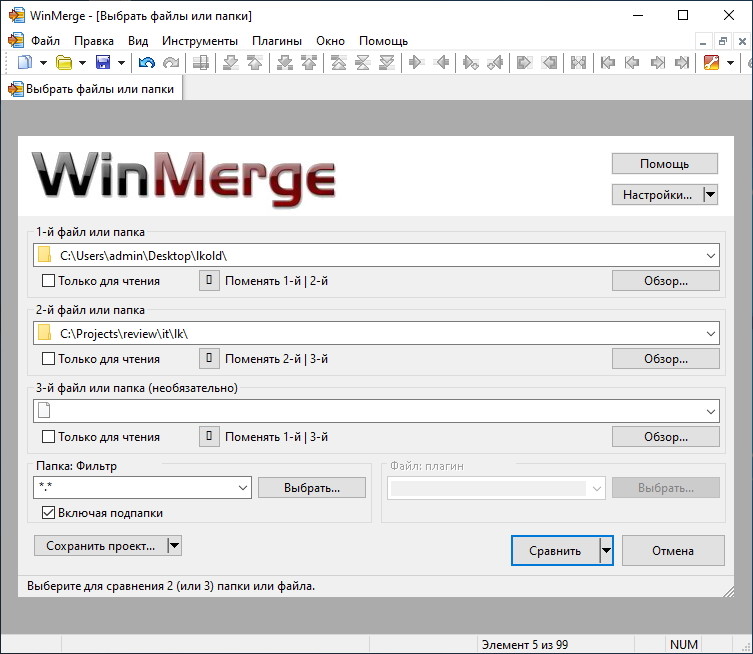 WinMerge - [Выбрать файлы или папки]
Файл Правка Вид Инструменты Плагины Окно Помощь
Выбрать файлы или папки
WinMerge
Помощь
Настройки...
1-й файл или папка
C:\Users\admin\Desktop\lkold\
Только для чтения Поменять 1-й | 2-й Обзор...
2-й файл или папка
C:\Projects\review\it\lk\
Только для чтения Поменять 2-й | 3-й Обзор...
3-й файл или папка (необязательно)
Только для чтения Поменять 1-й | 3-й Обзор...
Папка: Фильтр Файл: плагин
*.* Выбрать... Выбрать...
Включая подпапки
Сохранить проект... Сравнить Отмена
Выберите для сравнения 2 (или 3) папки или файла.
Элемент 5 из 99 NUM